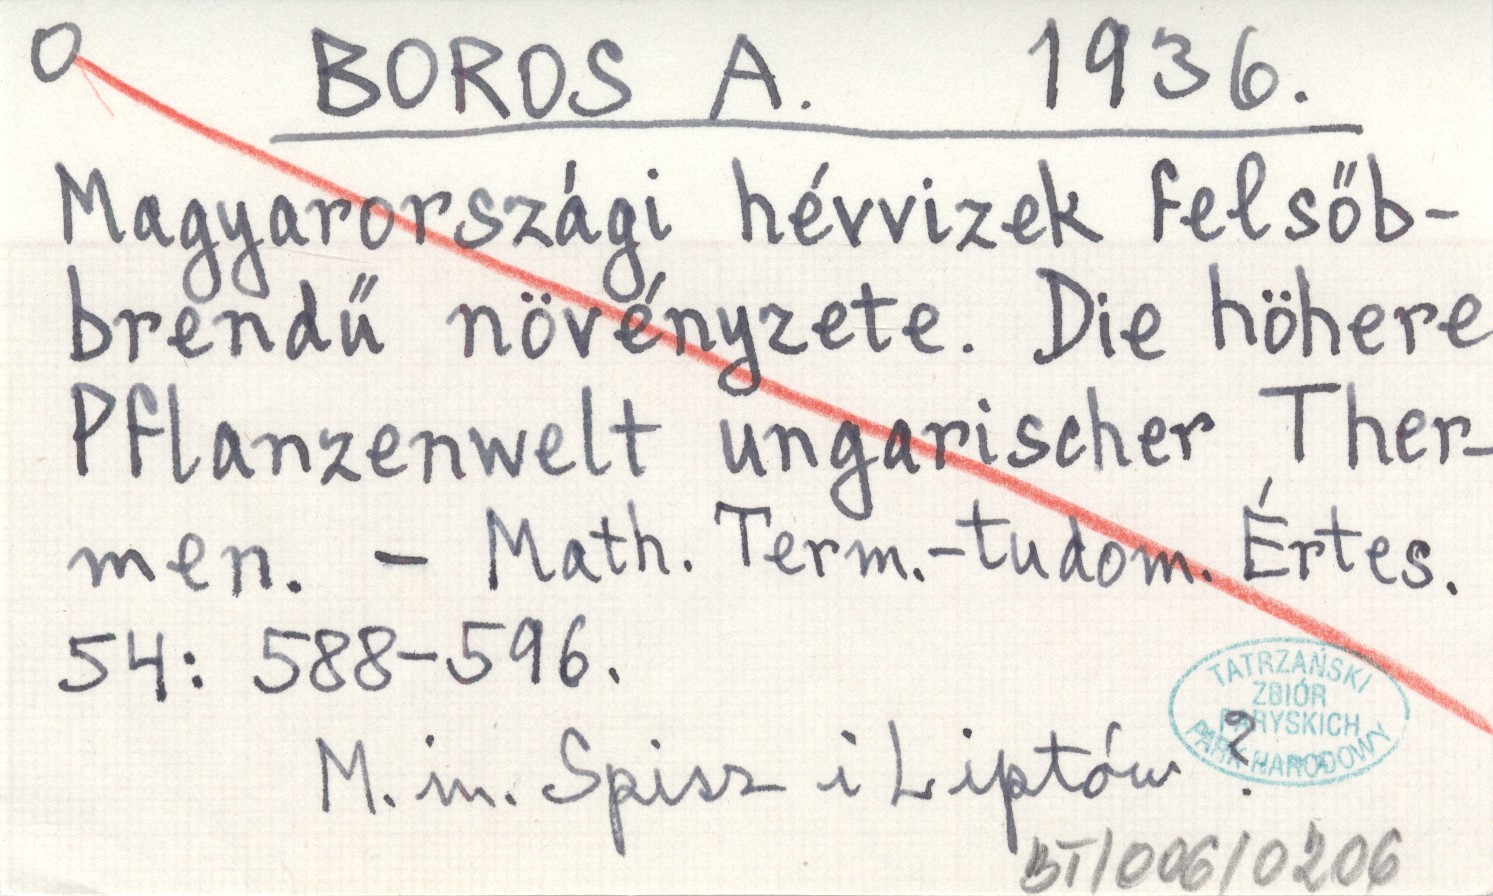 O BOROS A. 1936.
Magyarországi hévvizek felsőb-
brendű növényzete. Die höhere
Pflanzenwelt ungarischer Ther-
men. – Math. Term.-tudom. Értes.
54: 588–596.
M. in. Spisz i Liptów ?
TATRZAŃSKI
ZBIÓR
PARYSKICH
PARK NARODOWY
BT/006/0206